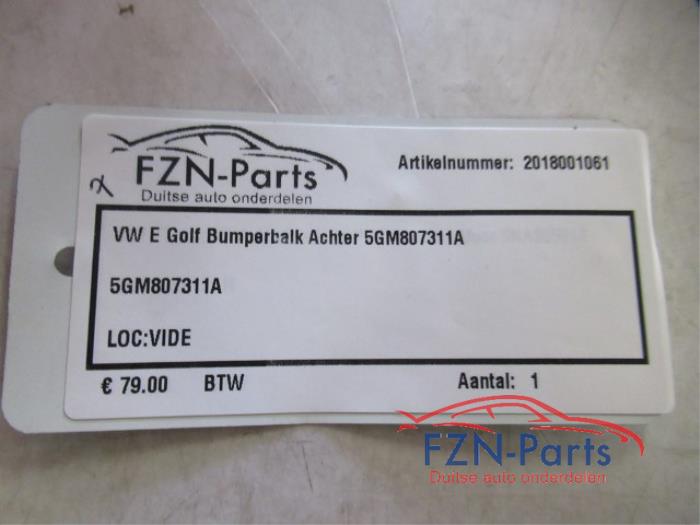 FZN-Parts
Duitse auto onderdelen
Artikelnummer: 2018001061
VW E Golf Bumperbalk Achter 5GM807311A
5GM807311A
LOC:VIDE
€ 79.00 BTW Aantal: 1
FZN-Parts
Duitse auto onderdelen